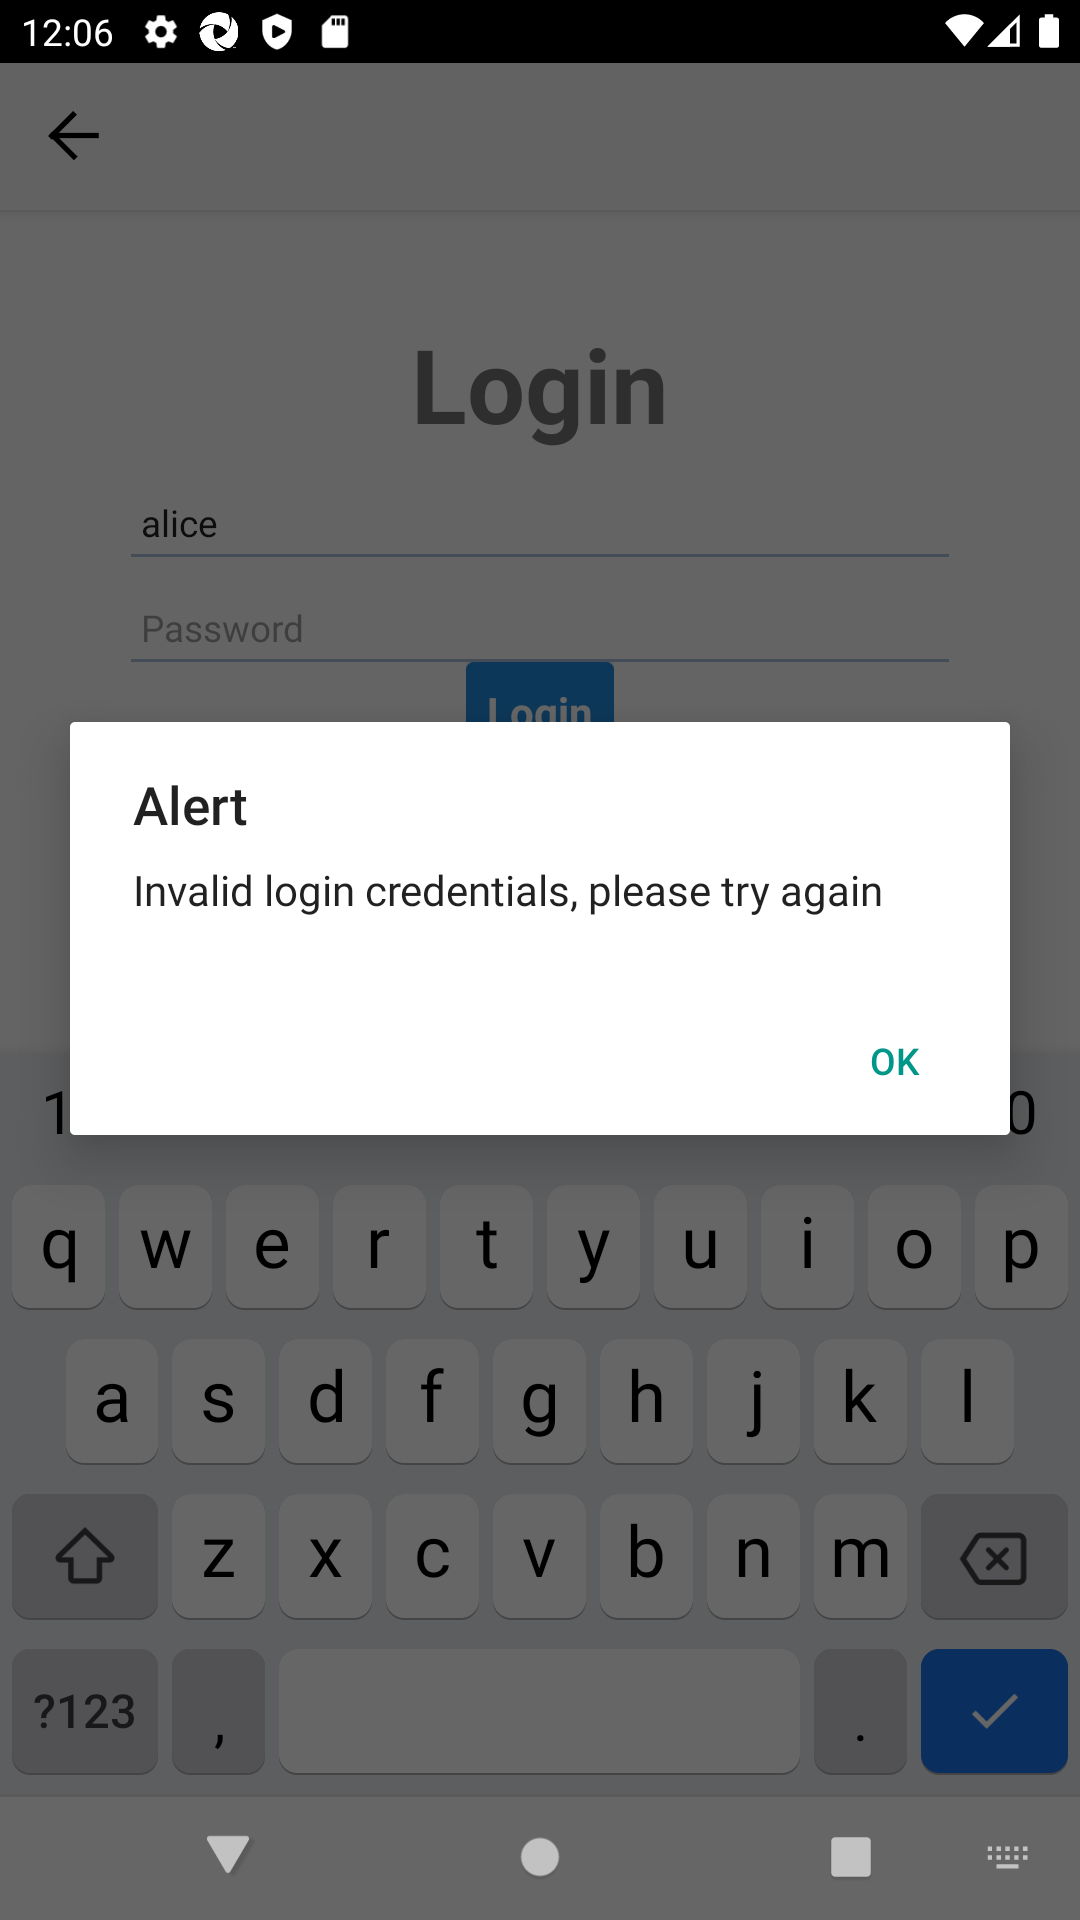 12:06
Login
alice
Password
Login
Alert
Invalid login credentials, please try again
OK
1 0
q w e r t y u i o p
a s d f g h j k l
z x c v b n m
?123 , .